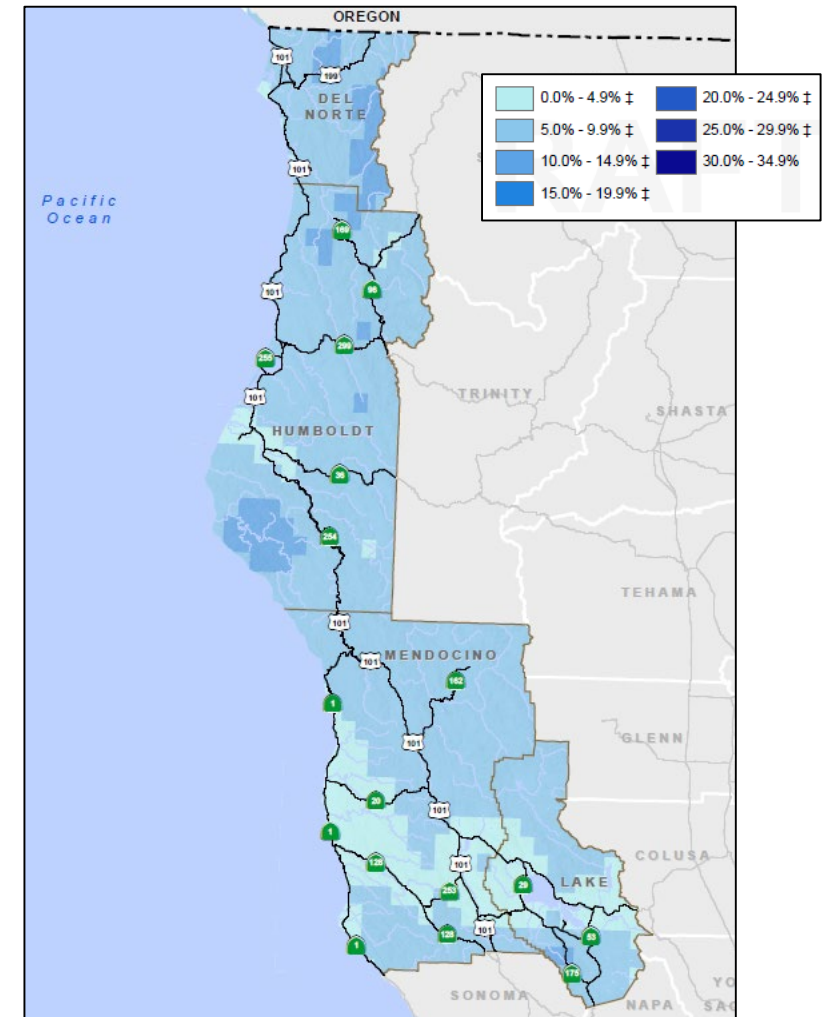 OREGON
101
199
DEL
NORTE
0.0% - 4.9% ‡
20.0% - 24.9% ‡
5.0% - 9.9% ‡
25.0% - 29.9% ‡
10.0% - 14.9% ‡
30.0% - 34.9%
15.0% - 19.9% ‡
101
Pacific
Ocean
169
101
96
299
255
TRINITY
101
SHASTA
HUMBOLDT
36
254
TEHAMA
101
101
MENDOCINO
162
1
GLENN
101
20
101
1
COLUSA
128
101
29
LAKE
253
101
128
53
1
175
SONOMA
NAPA
YO
SAC